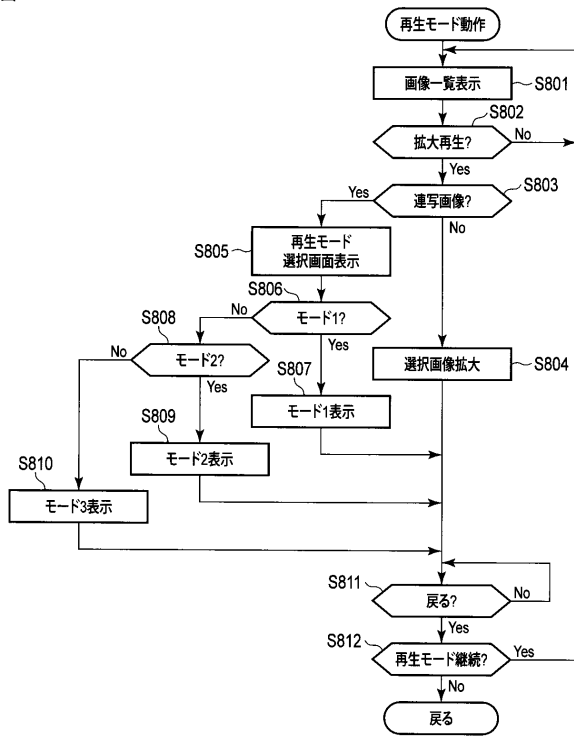 再生モード動作
画像一覧表示
S801
S802
拡大再生?
No
Yes
S803
連写画像?
Yes
No
S805
再生モード
選択画面表示
S806
モード1?
No
Yes
S808
モード2?
No
Yes
S807
モード1表示
選択画像拡大
S804
S809
モード2表示
S810
モード3表示
S811
戻る?
No
Yes
S812
再生モード継続?
Yes
No
戻る